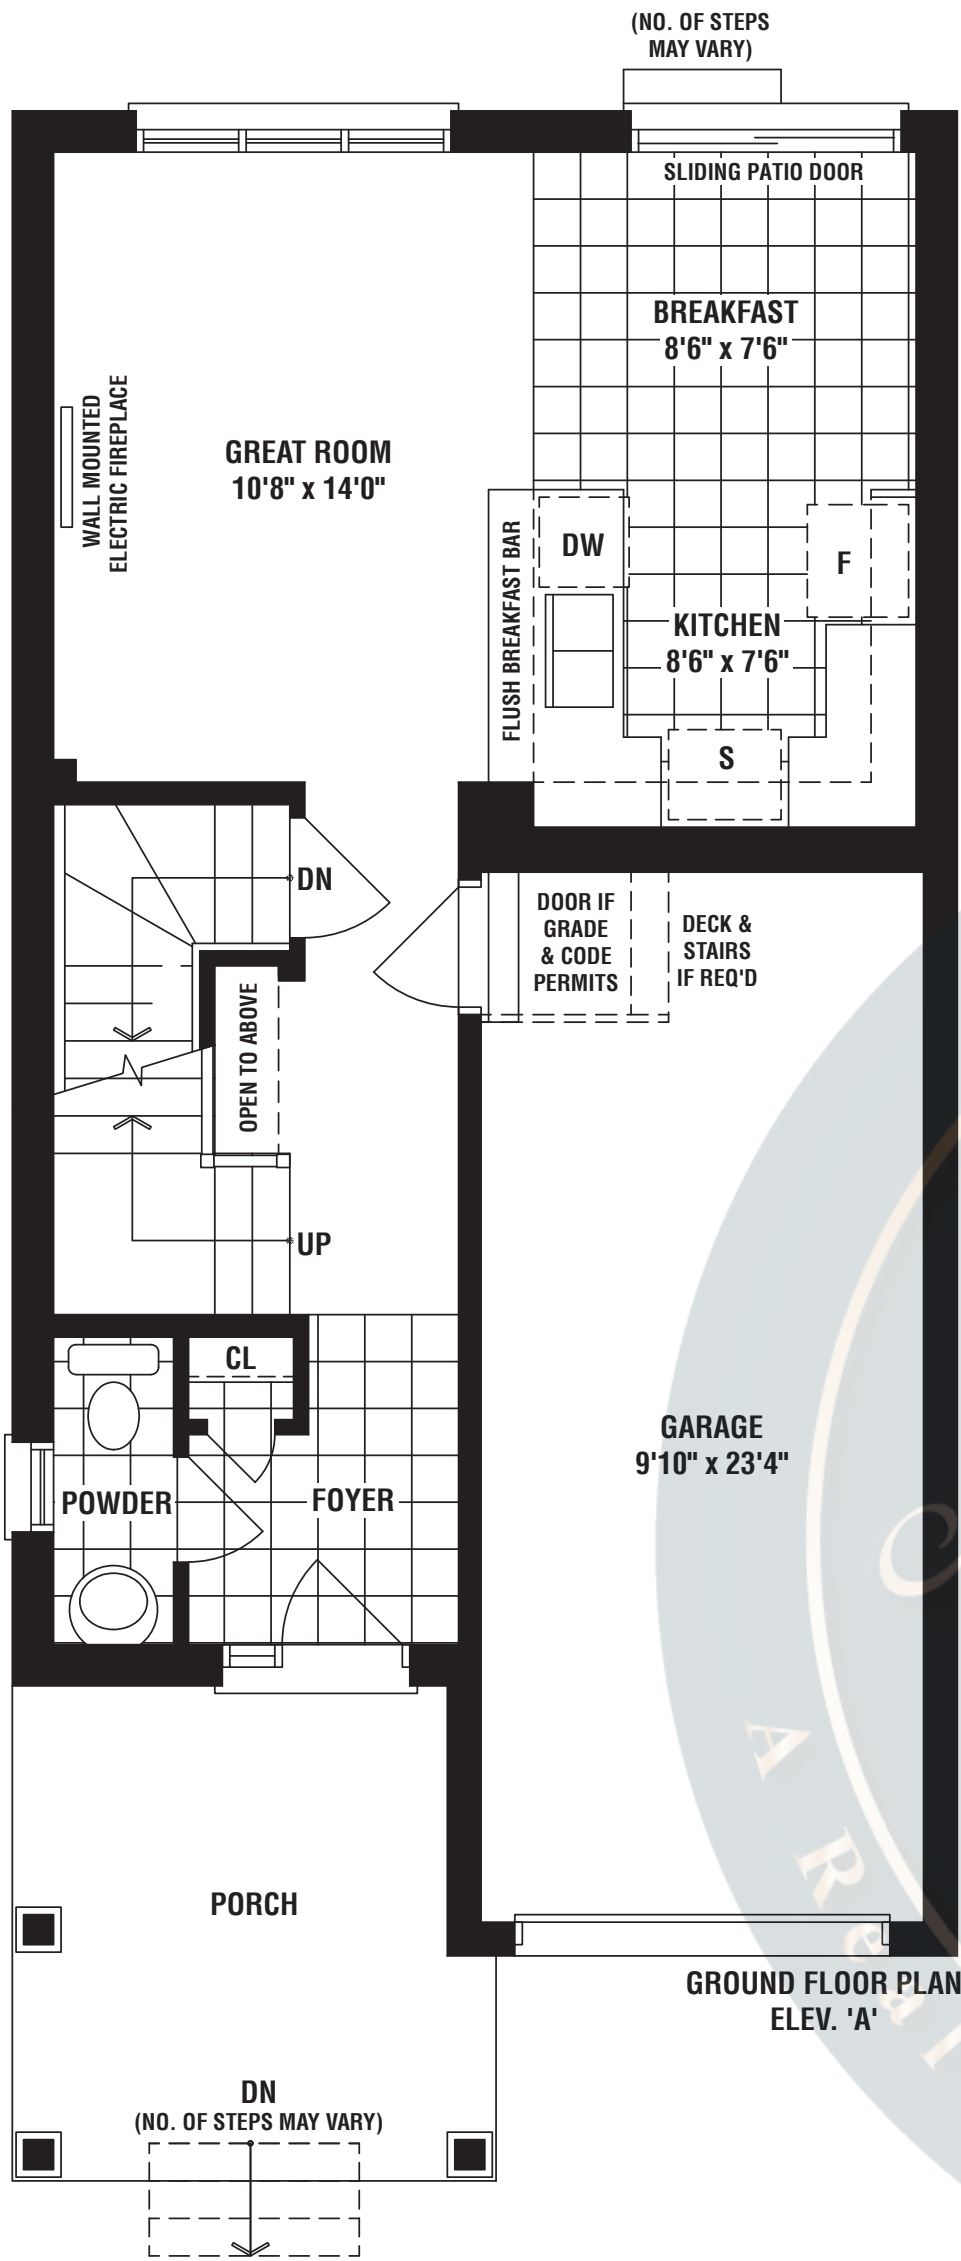 (NO. OF STEPS
MAY VARY)
SLIDING PATIO DOOR
BREAKFAST
8'6" x 7'6"
WALL MOUNTED
ELECTRIC FIREPLACE
GREAT ROOM
10'8" x 14'0"
FLUSH BREAKFAST BAR
DW
F
KITCHEN
8'6" x 7'6"
S
DN
DOOR IF
GRADE
& CODE
PERMITS
DECK &
STAIRS
IF REQ'D
OPEN TO ABOVE
UP
CL
GARAGE
9'10" x 23'4"
POWDER
FOYER
PORCH
GROUND FLOOR PLAN
ELEV. 'A'
DN
(NO. OF STEPS MAY VARY)
A Real